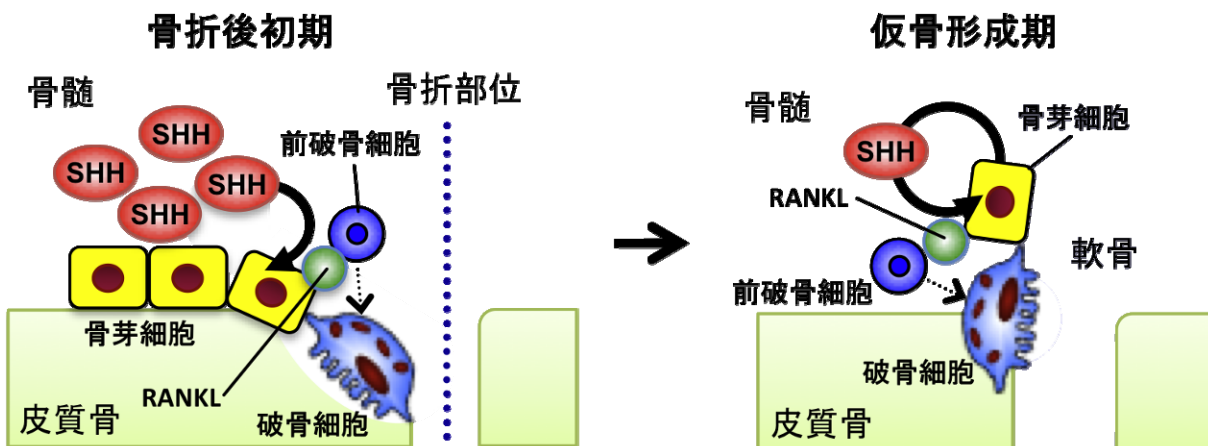 骨折後初期
骨髄
骨折部位
SHH
SHH
SHH
SHH
前破骨細胞
骨芽細胞
RANKL
破骨細胞
皮質骨
仮骨形成期
骨髄
骨芽細胞
SHH
RANKL
軟骨
前破骨細胞
破骨細胞
皮質骨